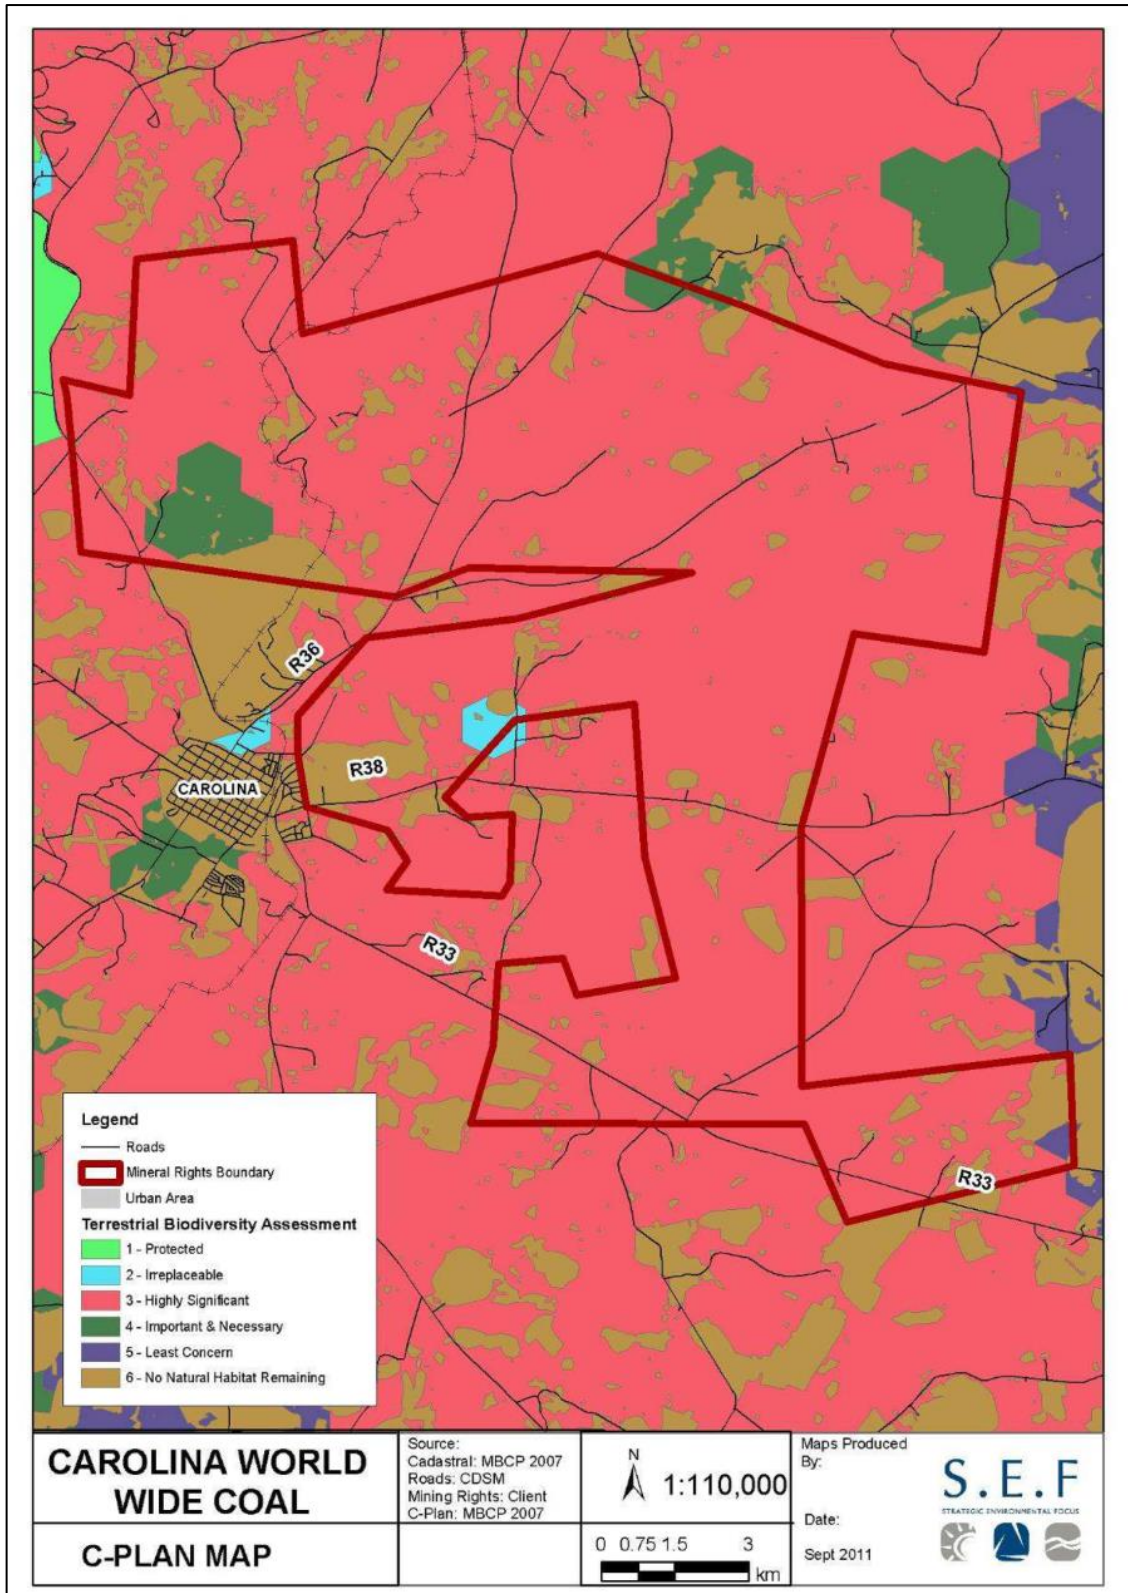 R36
R38
CAROLINA
R33
R33
Legend
Roads
Mineral Rights Boundary
Urban Area
Terrestrial Biodiversity Assessment
1 - Protected
2 - Irreplaceable
3 - Highly Significant
4 - Important & Necessary
5 - Least Concern
6 - No Natural Habitat Remaining
CAROLINA WORLD
WIDE COAL
C-PLAN MAP
Source:
Cadastral: MBCP 2007
Roads: CDSM
Mining Rights: Client
C-Plan: MBCP 2007
N
1:110,000
0 0.75 1.5 3
km
Maps Produced
By:
Date:
Sept 2011
S.E.F
STRATEGIC ENVIRONMENTAL FOCUS